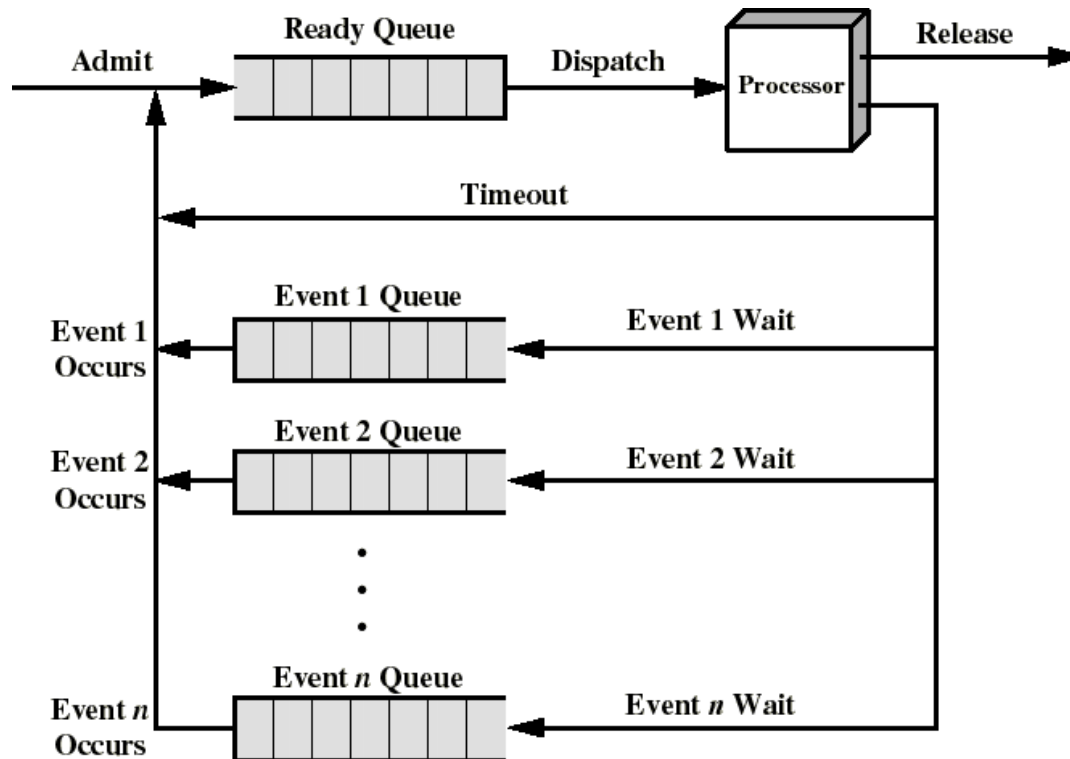 Ready Queue
Release
Admit
Dispatch
Processor
Timeout
Event 1 Queue
Event 1 Wait
Event 1
Occurs
Event 2 Queue
Event 2 Wait
Event 2
Occurs
Event n Queue
Event n Wait
Event n
Occurs